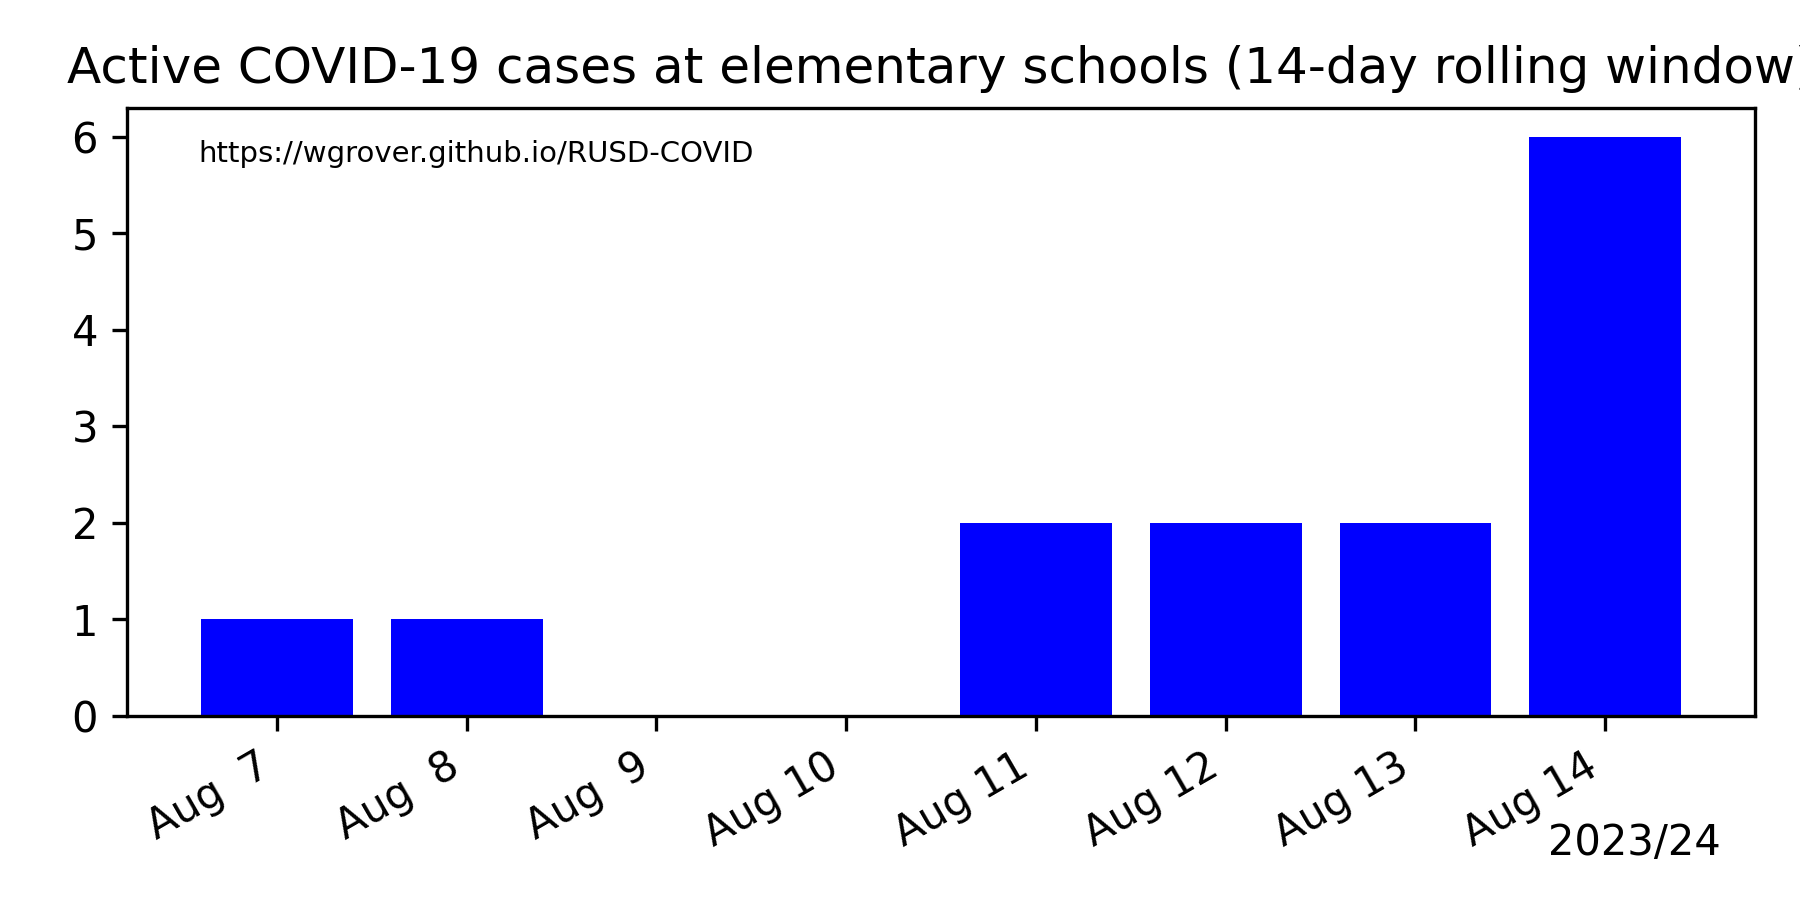 Active COVID-19 cases at elementary schools (14-day rolling window)
https://wgrover.github.io/RUSD-COVID
6
5
4
3
2
1
0
Aug 7
Aug 8
Aug 9
Aug 10
Aug 11
Aug 12
Aug 13
Aug 14
2023/24